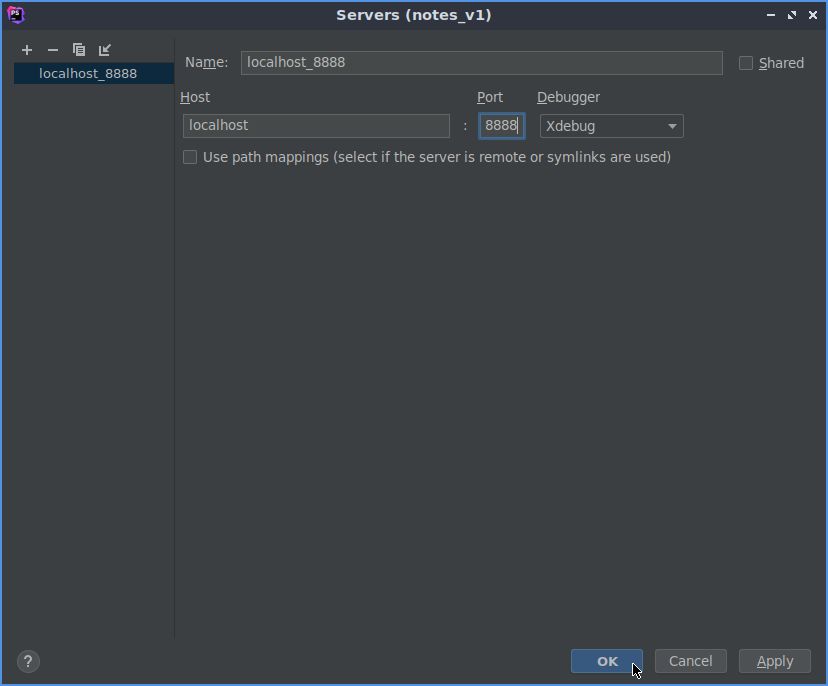 PS
Servers (notes_v1)
localhost_8888
Name: localhost_8888 Shared
Host Port Debugger
localhost : 8888 Xdebug
Use path mappings (select if the server is remote or symlinks are used)
? OK Cancel Apply